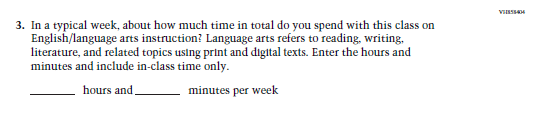 VH858404
3. In a typical week, about how much time in total do you spend with this class on
English/language arts instruction? Language arts refers to reading, writing,
literature, and related topics using print and digital texts. Enter the hours and
minutes and include in-class time only.
hours and minutes per week